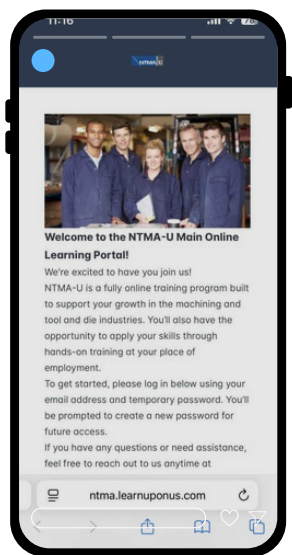 11:16
78
NTMA-U
Welcome to the NTMA-U Main Online
Learning Portal!
We're excited to have you join us!
NTMA-U is a fully online training program built
to support your growth in the machining and
tool and die industries. You'll also have the
opportunity to apply your skills through
hands-on training at your place of
employment.
To get started, please log in below using your
email address and temporary password. You'll
be prompted to create a new password for
future access.
If you have any questions or need assistance,
feel free to reach out to us anytime at
ntma.learnuponus.com